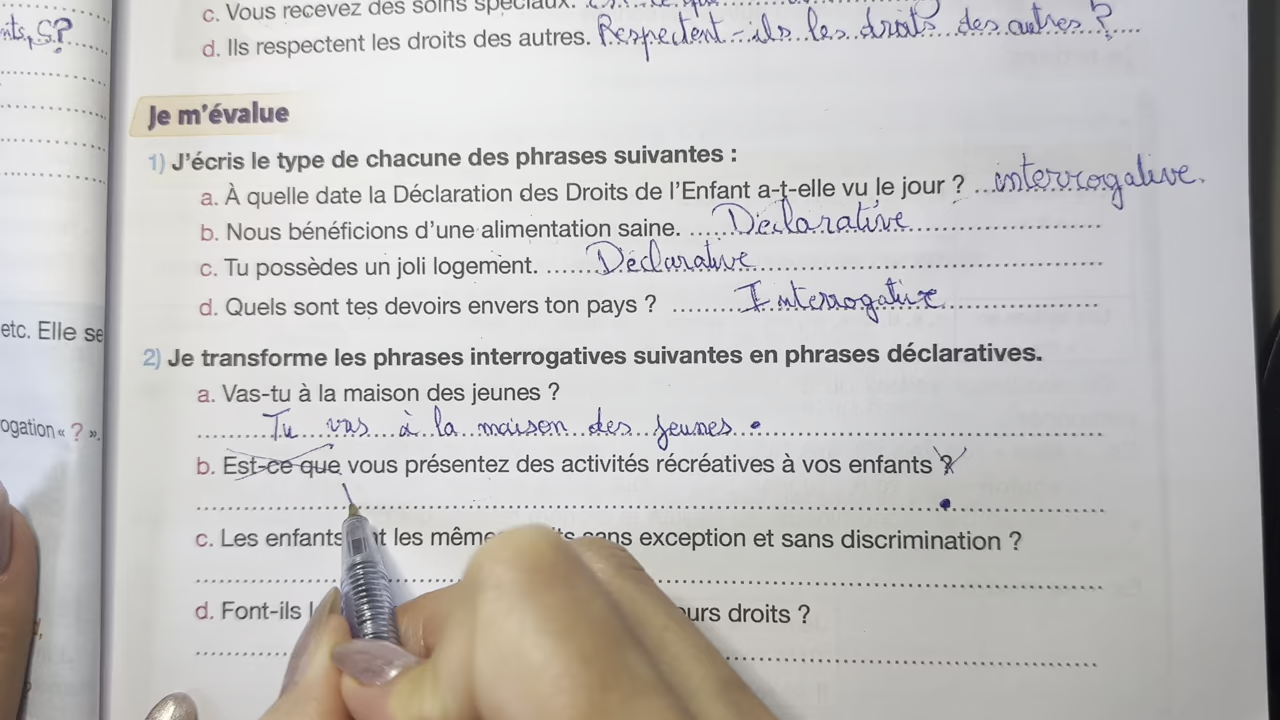 nts, S?
c. Vous recevez des soins spéciaux.
d. Ils respectent les droits des autres. Respectent-ils les droits des autres ?
Je m'évalue
1) J'écris le type de chacune des phrases suivantes :
a. À quelle date la Déclaration des Droits de l'Enfant a-t-elle vu le jour ? interrogative.
b. Nous bénéficions d'une alimentation saine. Déclarative
c. Tu possèdes un joli logement. Déclarative
d. Quels sont tes devoirs envers ton pays ? Interrogative
etc. Elle se
2) Je transforme les phrases interrogatives suivantes en phrases déclaratives.
a. Vas-tu à la maison des jeunes ?
ogation « ? ».
Tu vas à la maison des jeunes.
b. Est-ce que vous présentez des activités récréatives à vos enfants ?
c. Les enfants les exception et sans discrimination ?
d. Font-ils droits ?